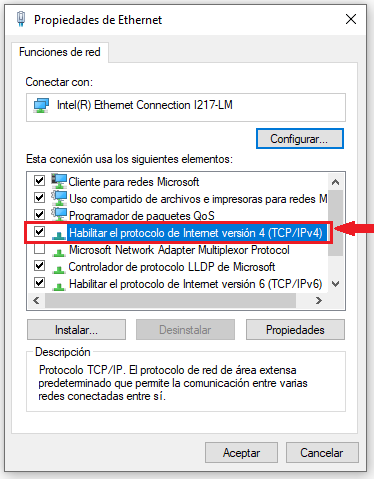 Propiedades de Ethernet
Funciones de red
Conectar con:
Intel(R) Ethernet Connection I217-LM
Configurar...
Esta conexión usa los siguientes elementos:
Cliente para redes Microsoft
Uso compartido de archivos e impresoras para redes M
Programador de paquetes QoS
Habilitar el protocolo de Internet versión 4 (TCP/IPv4)
Microsoft Network Adapter Multiplexor Protocol
Controlador de protocolo LLDP de Microsoft
Habilitar el protocolo de Internet versión 6 (TCP/IPv6)
Instalar... Desinstalar Propiedades
Descripción
Protocolo TCP/IP. El protocolo de red de área extensa
predeterminado que permite la comunicación entre varias
redes conectadas entre sí.
Aceptar Cancelar